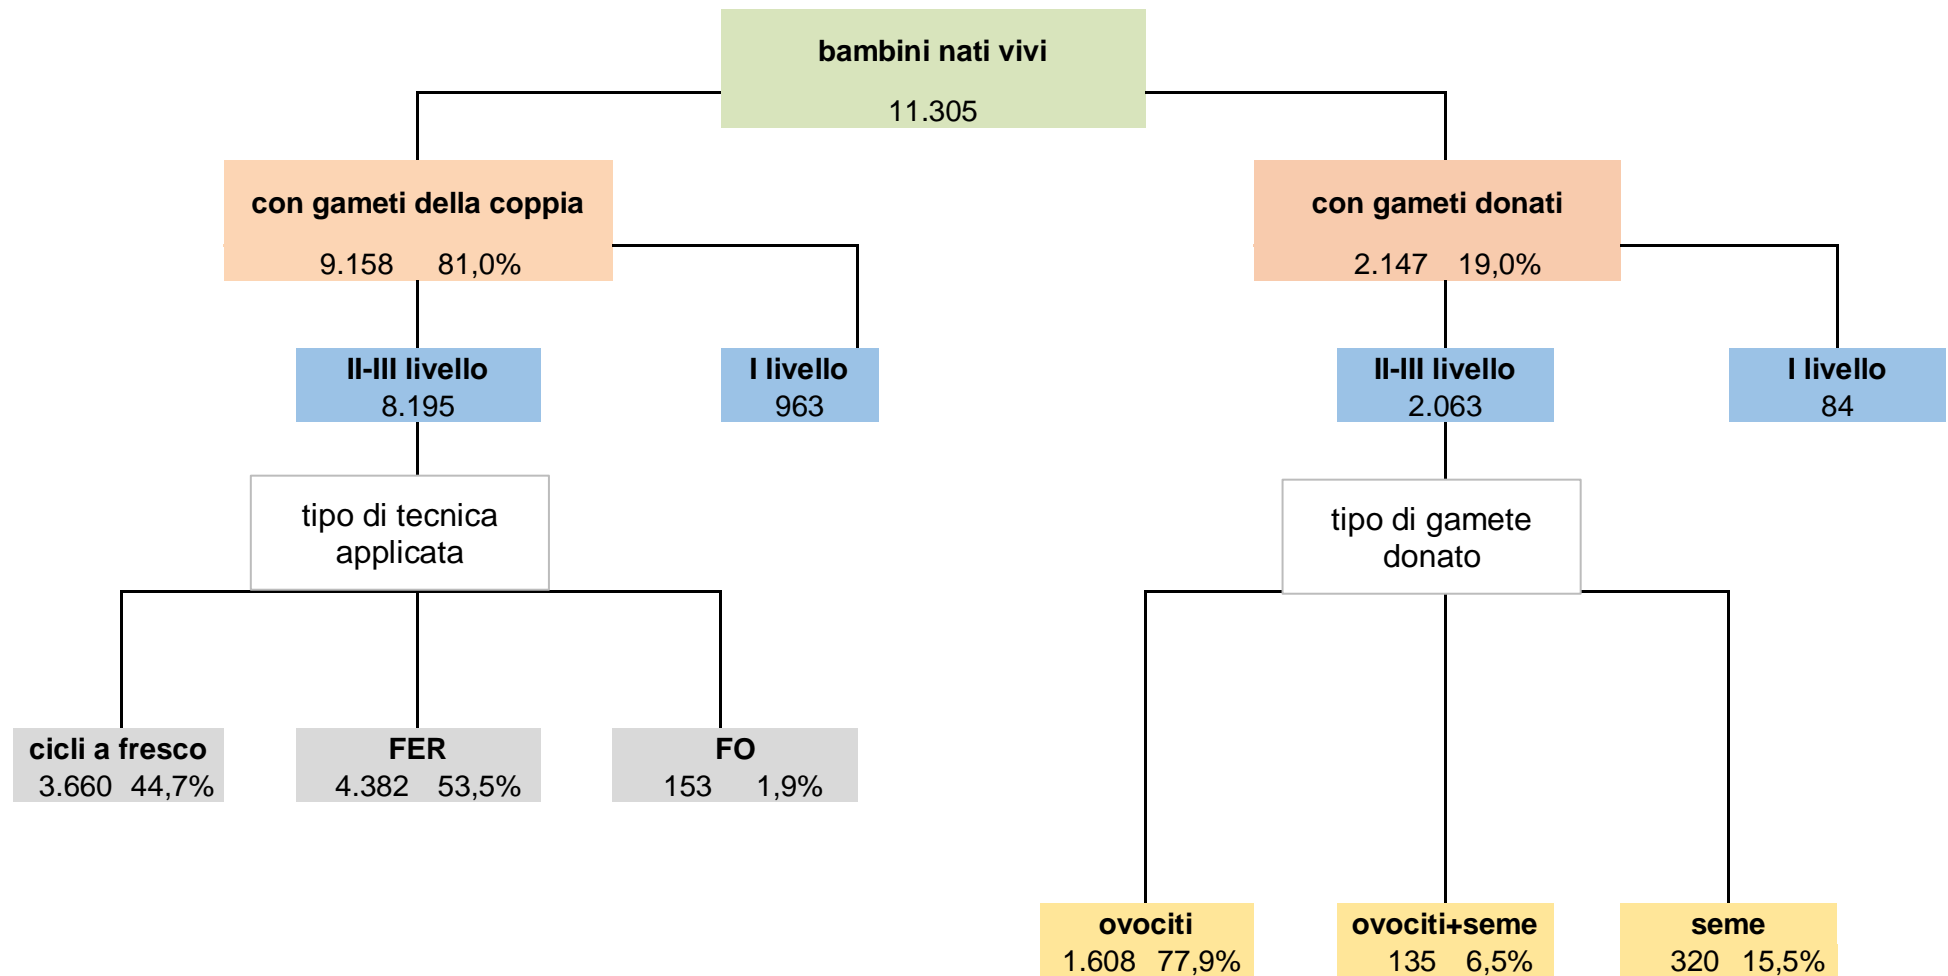 bambini nati vivi
11.305
con gameti della coppia
9.158 81,0%
con gameti donati
2.147 19,0%
II-III livello
8.195
I livello
963
II-III livello
2.063
I livello
84
tipo di tecnica
applicata
tipo di gamete
donato
cicli a fresco
3.660 44,7%
FER
4.382 53,5%
FO
153 1,9%
ovociti
1.608 77,9%
ovociti+seme
135 6,5%
seme
320 15,5%